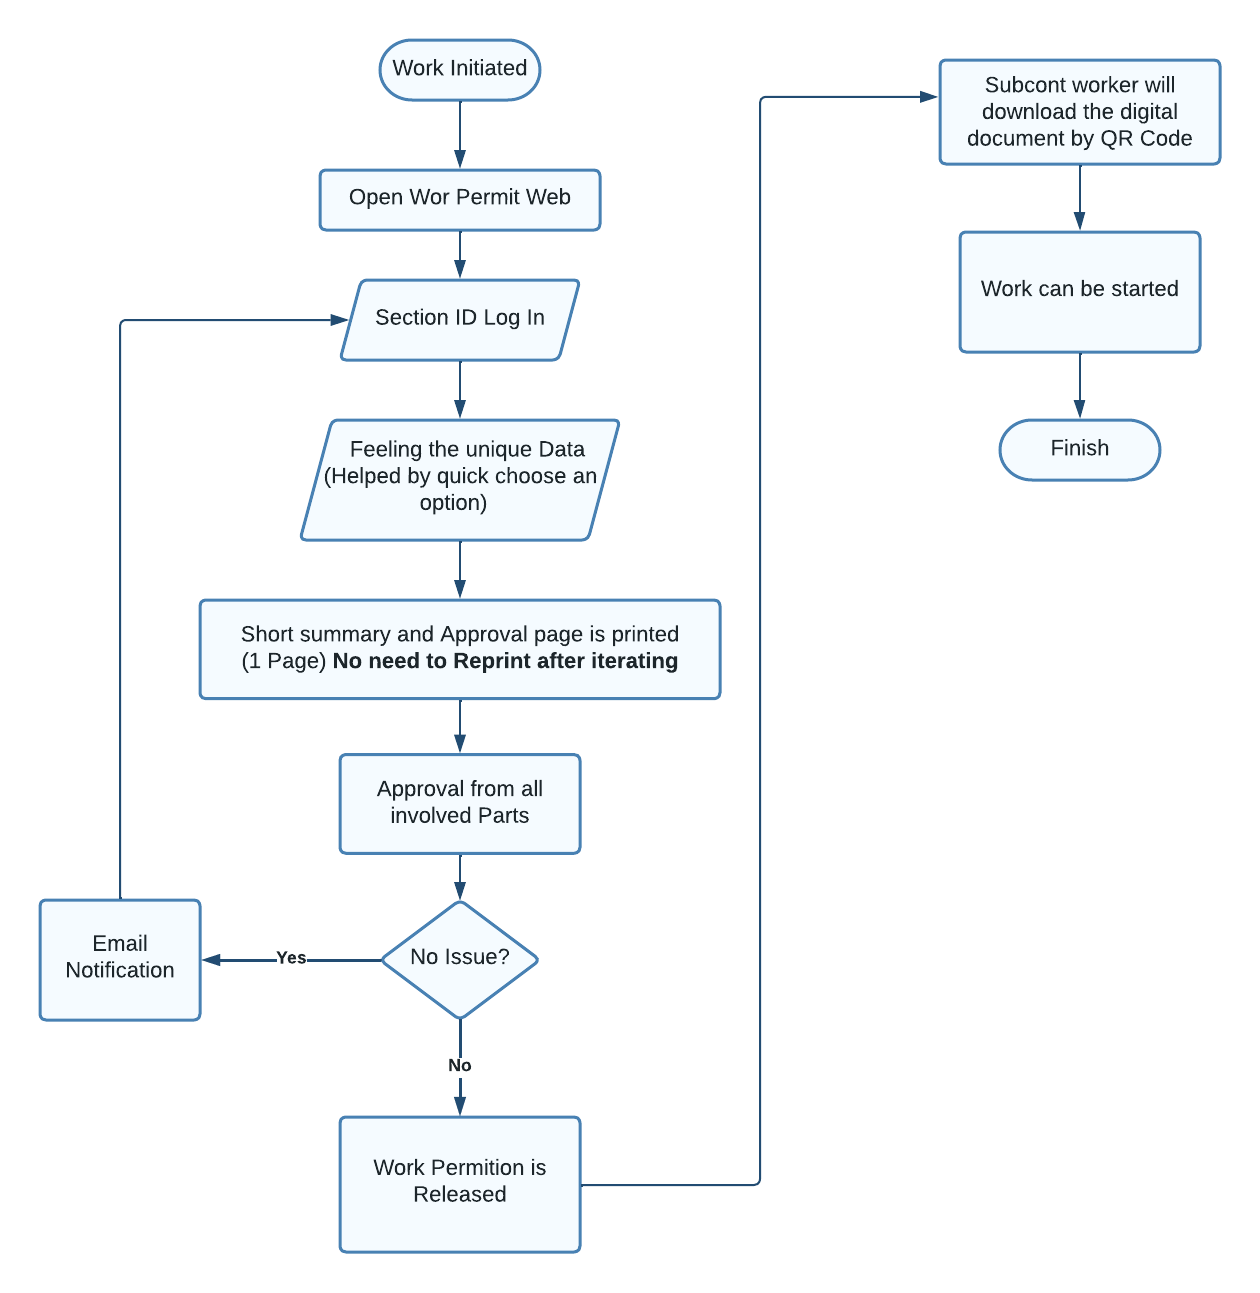 Work Initiated
Open Wor Permit Web
Section ID Log In
Feeling the unique Data
(Helped by quick choose an
option)
Short summary and Approval page is printed
(1 Page) No need to Reprint after iterating
Approval from all
involved Parts
No Issue?
Yes
Email
Notification
No
Work Permition is
Released
Subcont worker will
download the digital
document by QR Code
Work can be started
Finish